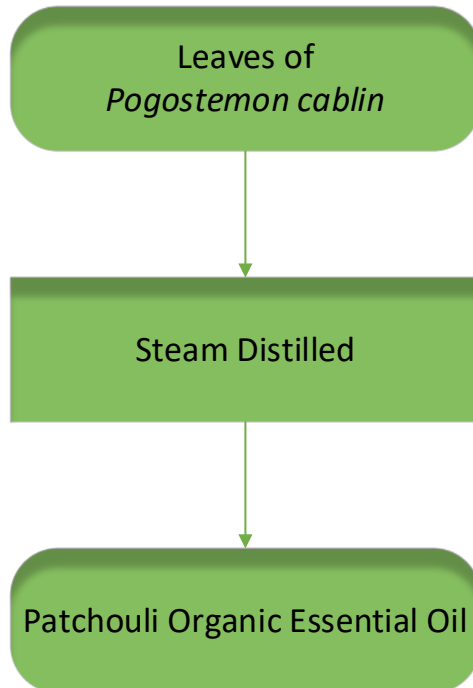 Leaves of
Pogostemon cablin
Steam Distilled
Patchouli Organic Essential Oil